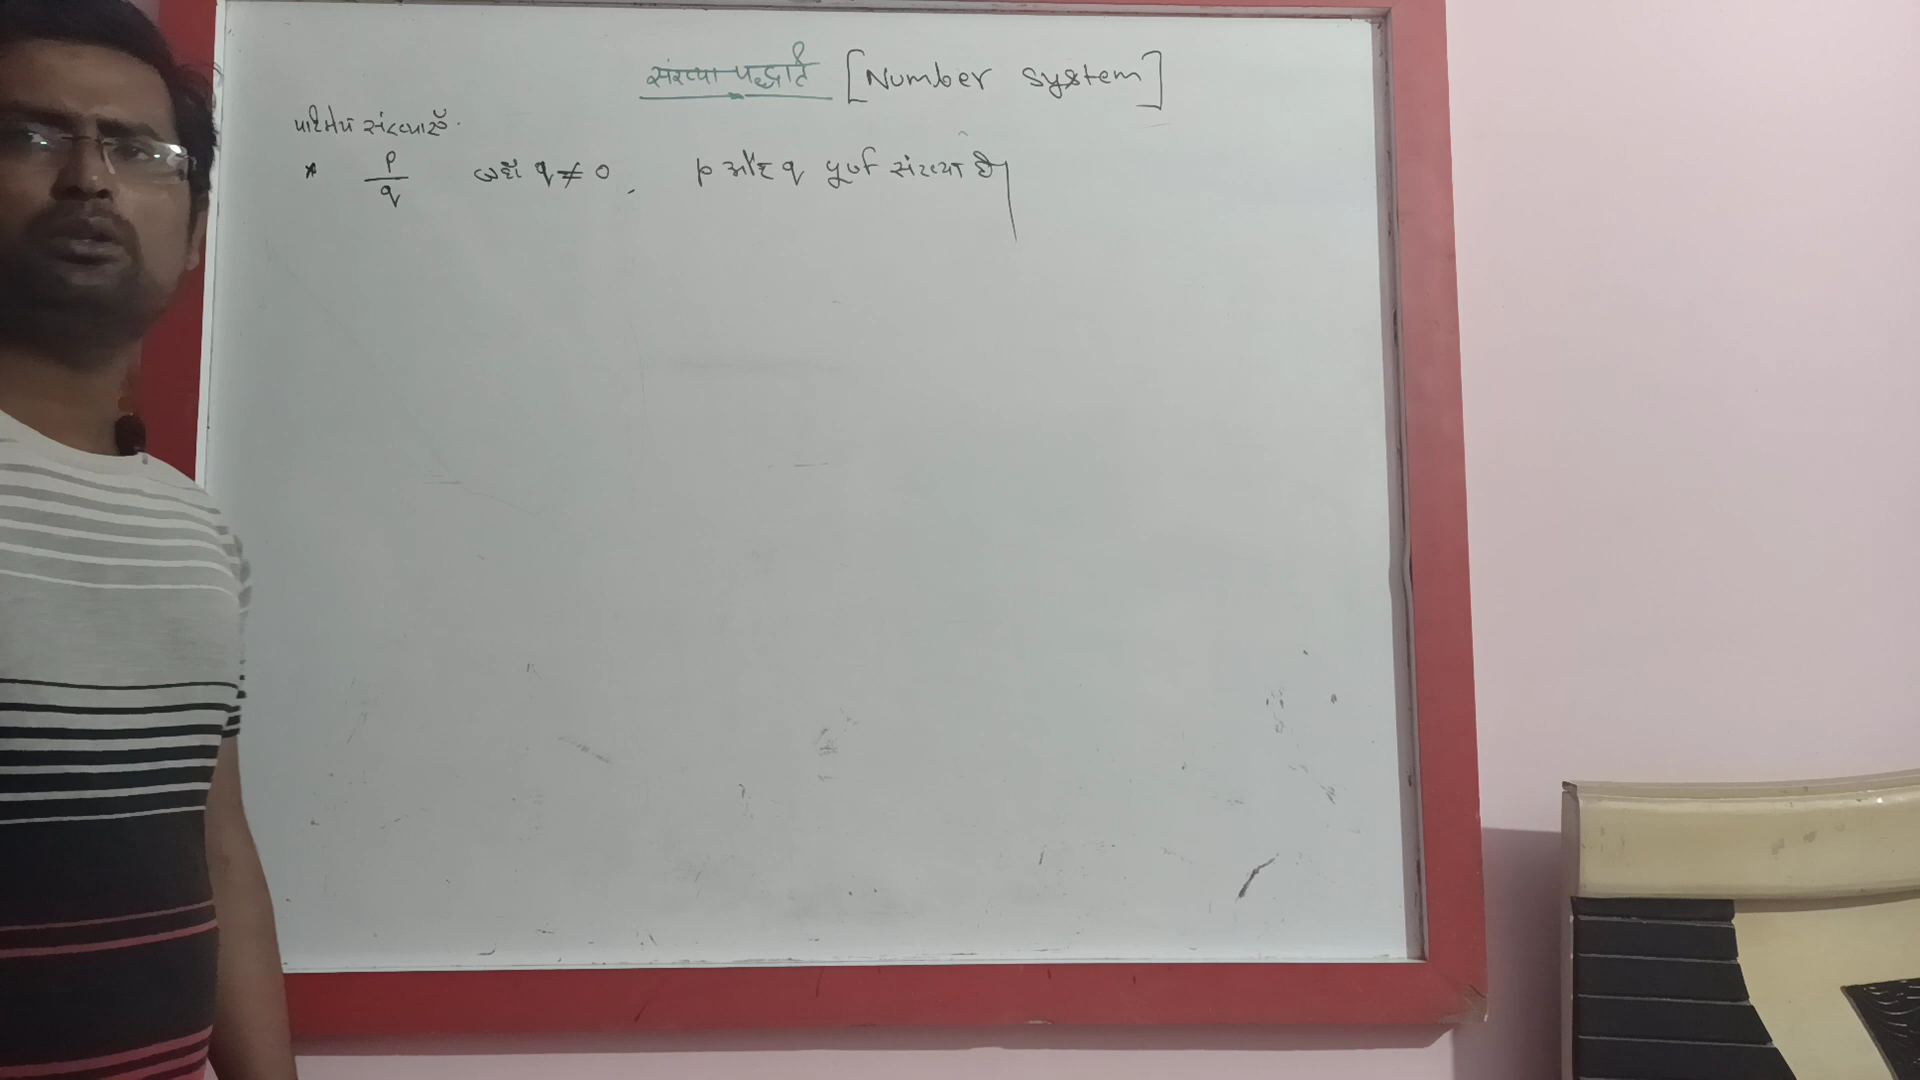 संख्या पद्धति [Number system]
परिमेय संख्याएँ
* p/q जहाँ q ≠ 0, p और q पूर्ण संख्या है।